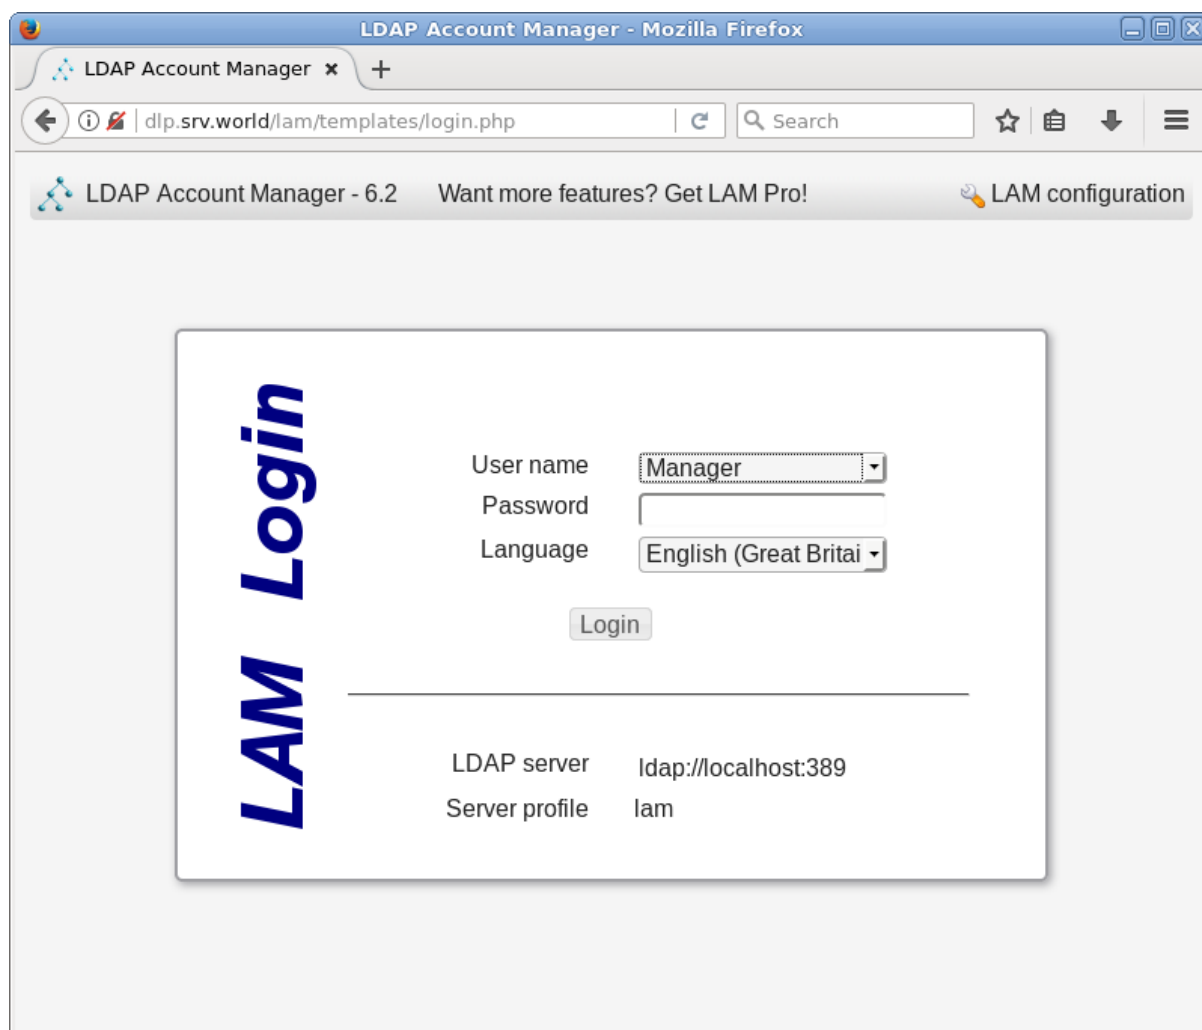 LDAP Account Manager - Mozilla Firefox
LDAP Account Manager
dlp.srv.world/lam/templates/login.php Search
LDAP Account Manager - 6.2 Want more features? Get LAM Pro! LAM configuration
LAM Login
User name Manager
Password
Language English (Great Britai
Login
LDAP server ldap://localhost:389
Server profile lam